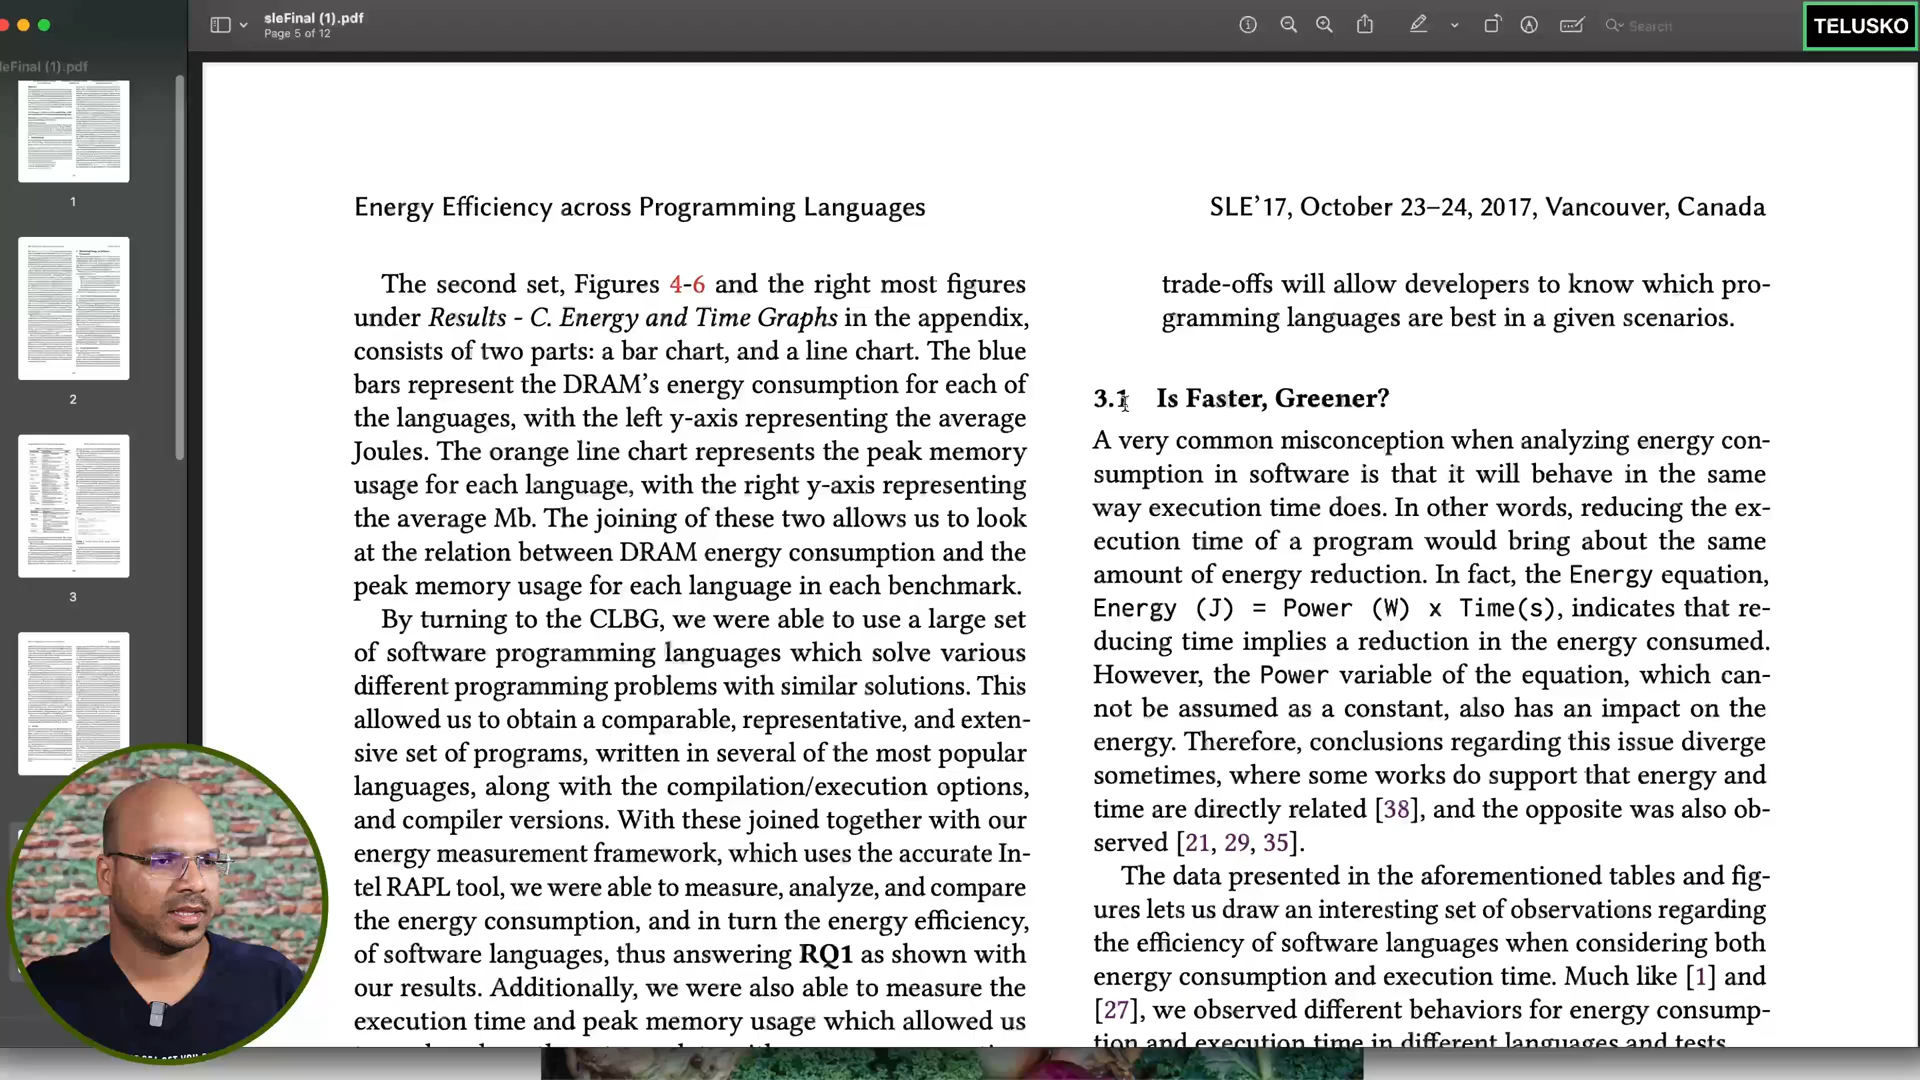 sleFinal (1).pdf
Page 5 of 12
Search
TELUSKO
leFinal (1).pdf
1
2
3
Energy Efficiency across Programming Languages
SLE'17, October 23–24, 2017, Vancouver, Canada
The second set, Figures 4-6 and the right most figures
under Results - C. Energy and Time Graphs in the appendix,
consists of two parts: a bar chart, and a line chart. The blue
bars represent the DRAM's energy consumption for each of
the languages, with the left y-axis representing the average
Joules. The orange line chart represents the peak memory
usage for each language, with the right y-axis representing
the average Mb. The joining of these two allows us to look
at the relation between DRAM energy consumption and the
peak memory usage for each language in each benchmark.
By turning to the CLBG, we were able to use a large set
of software programming languages which solve various
different programming problems with similar solutions. This
allowed us to obtain a comparable, representative, and exten-
sive set of programs, written in several of the most popular
languages, along with the compilation/execution options,
and compiler versions. With these joined together with our
energy measurement framework, which uses the accurate In-
tel RAPL tool, we were able to measure, analyze, and compare
the energy consumption, and in turn the energy efficiency,
of software languages, thus answering RQ1 as shown with
our results. Additionally, we were also able to measure the
execution time and peak memory usage which allowed us
trade-offs will allow developers to know which pro-
gramming languages are best in a given scenarios.
3.1 Is Faster, Greener?
A very common misconception when analyzing energy con-
sumption in software is that it will behave in the same
way execution time does. In other words, reducing the ex-
ecution time of a program would bring about the same
amount of energy reduction. In fact, the Energy equation,
Energy (J) = Power (W) x Time(s), indicates that re-
ducing time implies a reduction in the energy consumed.
However, the Power variable of the equation, which can-
not be assumed as a constant, also has an impact on the
energy. Therefore, conclusions regarding this issue diverge
sometimes, where some works do support that energy and
time are directly related [38], and the opposite was also ob-
served [21, 29, 35].
The data presented in the aforementioned tables and fig-
ures lets us draw an interesting set of observations regarding
the efficiency of software languages when considering both
energy consumption and execution time. Much like [1] and
[27], we observed different behaviors for energy consump-
tion and execution time in different languages and tests.